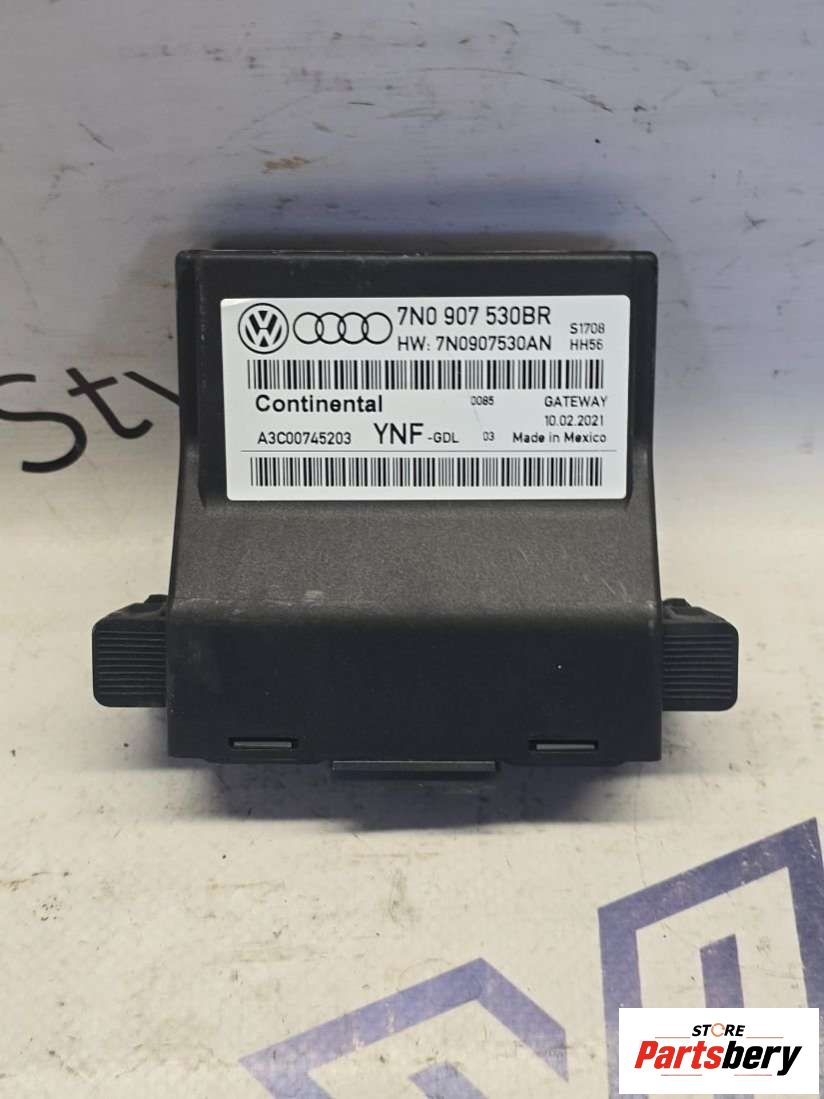 7N0 907 530BR
S1708
HW: 7N0907530AN
HH56
Continental
0085
GATEWAY
10.02.2021
A3C00745203
YNF -GDL
03
Made in Mexico
Sty
STORE
Partsbery